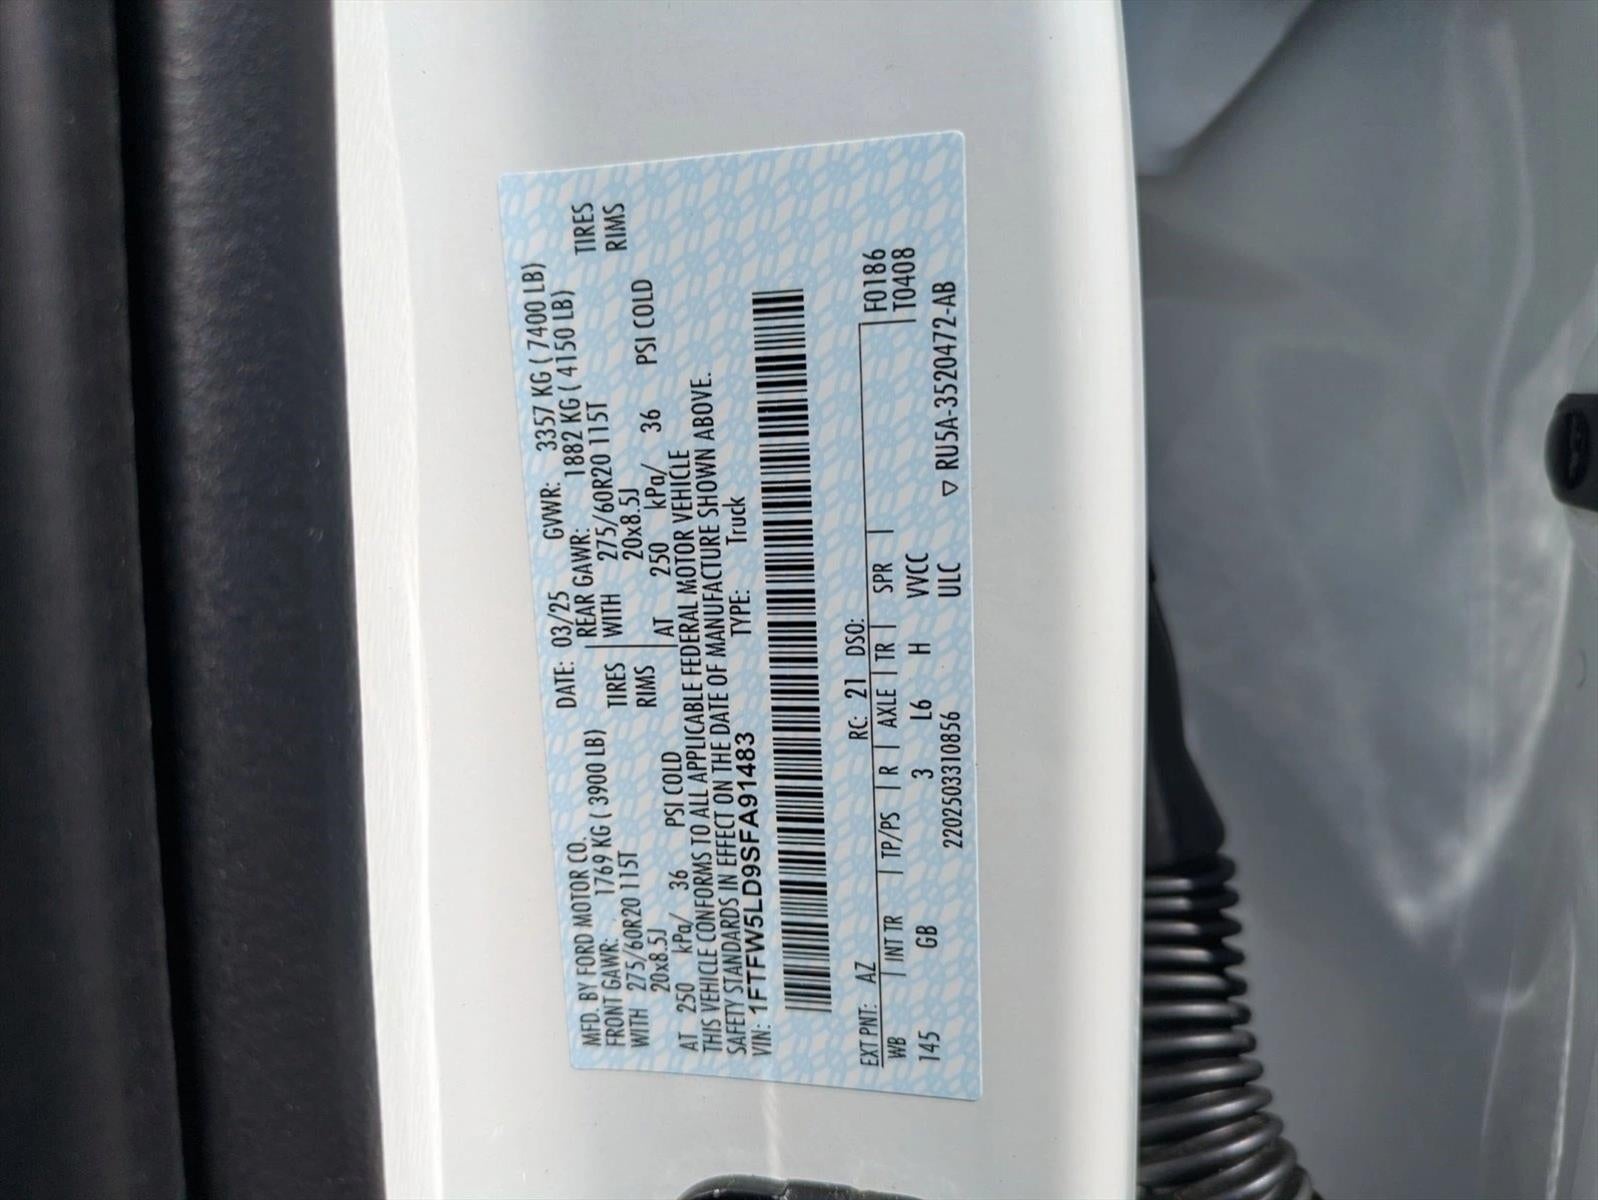 MFD. BY FORD MOTOR CO. DATE: 03/25 GVWR: 3357 KG ( 7400 LB)
FRONT GAWR: 1769 KG ( 3900 LB) REAR GAWR: 1882 KG ( 4150 LB)
WITH 275/60R20 115T TIRES WITH 275/60R20 115T TIRES
20x8.5J RIMS 20x8.5J RIMS
AT 250 kPa/ 36 PSI COLD AT 250 kPa/ 36 PSI COLD
THIS VEHICLE CONFORMS TO ALL APPLICABLE FEDERAL MOTOR VEHICLE
SAFETY STANDARDS IN EFFECT ON THE DATE OF MANUFACTURE SHOWN ABOVE.
VIN: 1FTFW5LD9SFA91483 TYPE: Truck
EXT PNT: AZ RC: 21 DSO: F0186
WB INT TR TP/PS R AXLE TR SPR T0408
145 GB 3 L6 H VVCC
2202503310856 ULC ▽ RU5A-3520472-AB